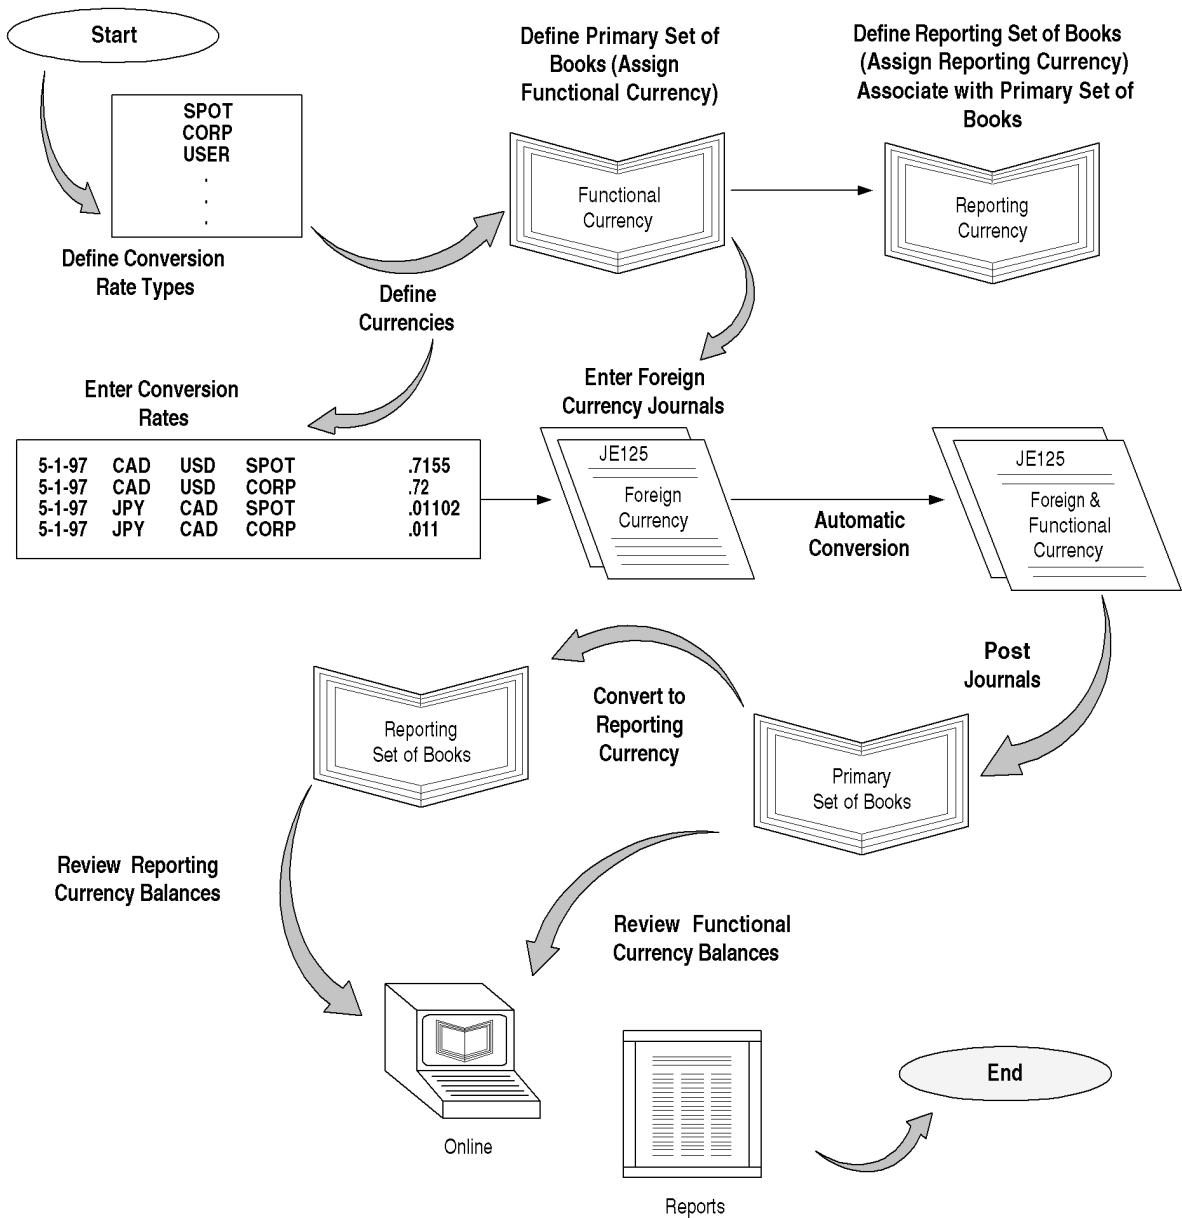 Start
SPOT
CORP
USER
.
.
.
Define Conversion
Rate Types
Define
Currencies
Define Primary Set of
Books (Assign
Functional Currency)
Functional
Currency
Define Reporting Set of Books
(Assign Reporting Currency)
Associate with Primary Set of
Books
Reporting
Currency
Enter Conversion
Rates
5-1-97 CAD USD SPOT .7155
5-1-97 CAD USD CORP .72
5-1-97 JPY CAD SPOT .01102
5-1-97 JPY CAD CORP .011
Enter Foreign
Currency Journals
JE125
Foreign
Currency
Automatic
Conversion
JE125
Foreign &
Functional
Currency
Post
Journals
Primary
Set of Books
Convert to
Reporting
Currency
Reporting
Set of Books
Review Reporting
Currency Balances
Review Functional
Currency Balances
Online
Reports
End